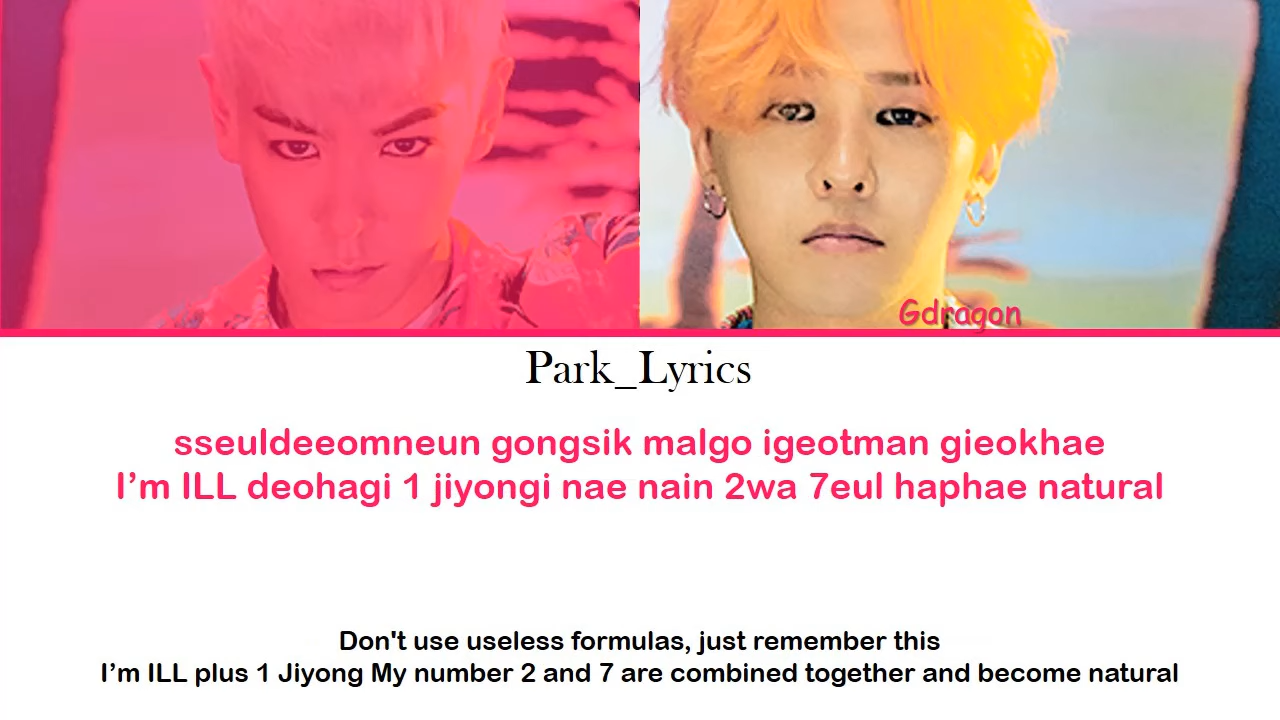 Gdragon
Park_Lyrics
sseuldeeomneun gongsik malgo igeotman gieokhae
I’m ILL deohagi 1 jiyongi nae nain 2wa 7eul haphae natural
Don't use useless formulas, just remember this
I’m ILL plus 1 Jiyong My number 2 and 7 are combined together and become natural